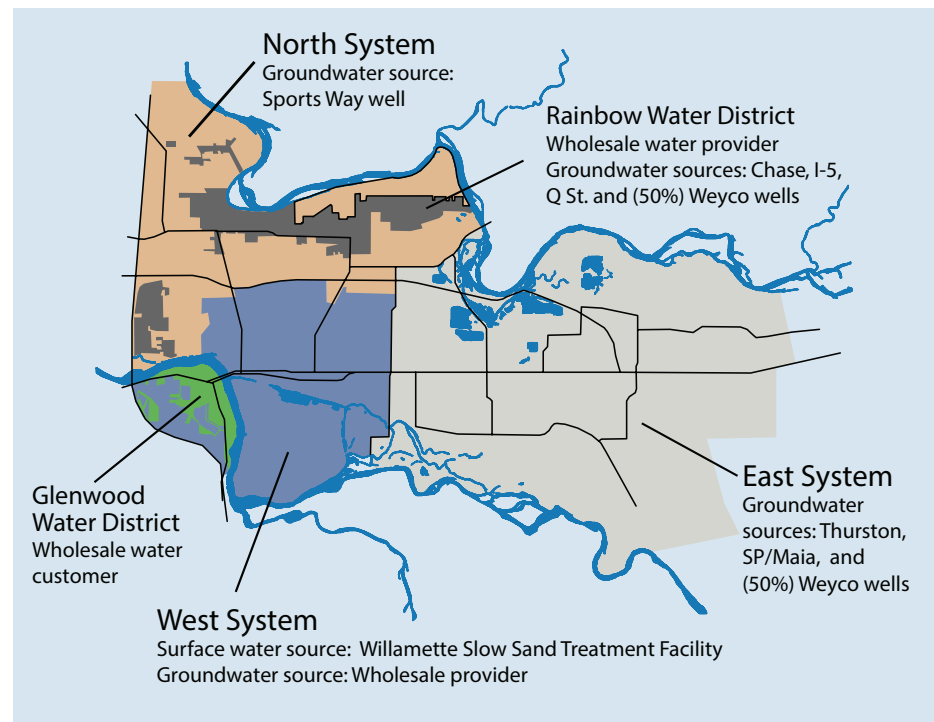 North System
Groundwater source:
Sports Way well
Rainbow Water District
Wholesale water provider
Groundwater sources: Chase, I-5,
Q St. and (50%) Weyco wells
Glenwood
Water District
Wholesale water
customer
East System
Groundwater
sources: Thurston,
SP/Maia, and
(50%) Weyco wells
West System
Surface water source: Willamette Slow Sand Treatment Facility
Groundwater source: Wholesale provider